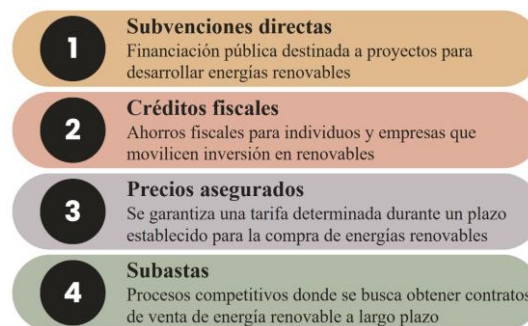 1
Subvenciones directas
Financiación pública destinada a proyectos para
desarrollar energías renovables
2
Créditos fiscales
Ahorros fiscales para individuos y empresas que
movilicen inversión en renovables
3
Precios asegurados
Se garantiza una tarifa determinada durante un plazo
establecido para la compra de energías renovables
4
Subastas
Procesos competitivos donde se busca obtener contratos
de venta de energía renovable a largo plazo